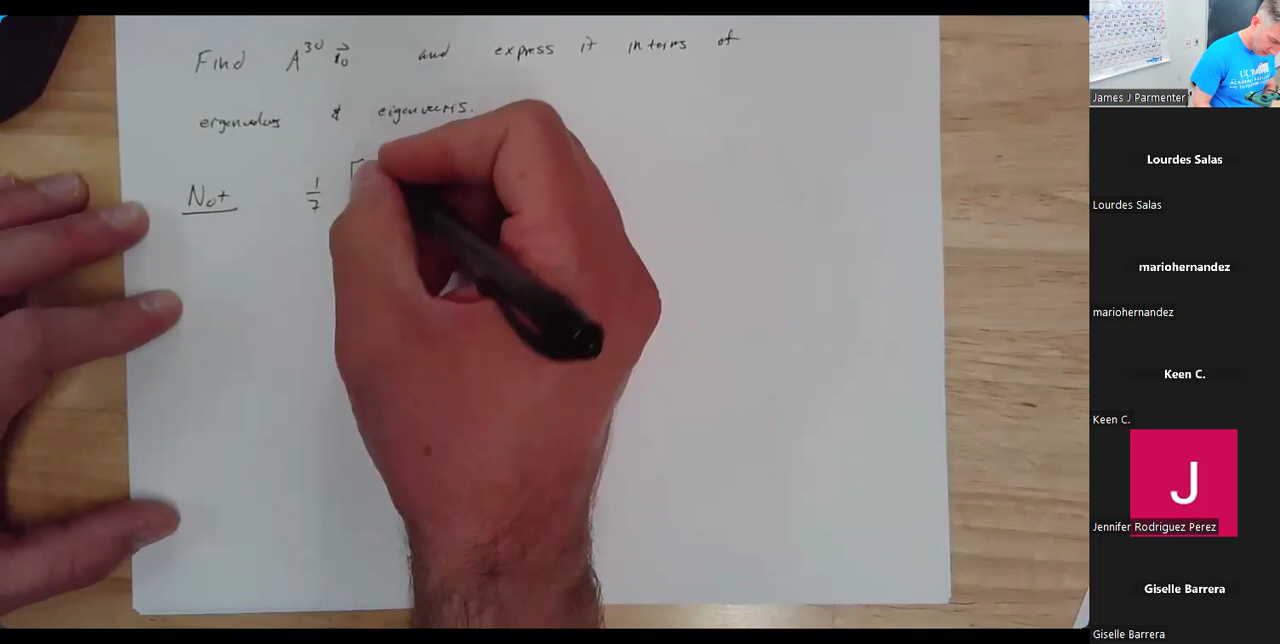 Find A³⁰ r⃗₀ and express it in terms of
eigenvalues & eigenvectors.
Not 1/7 [
James J Parmenter
Lourdes Salas
Lourdes Salas
mariohernandez
mariohernandez
Keen C.
Keen C.
J
Jennifer Rodriguez Perez
Giselle Barrera
Giselle Barrera